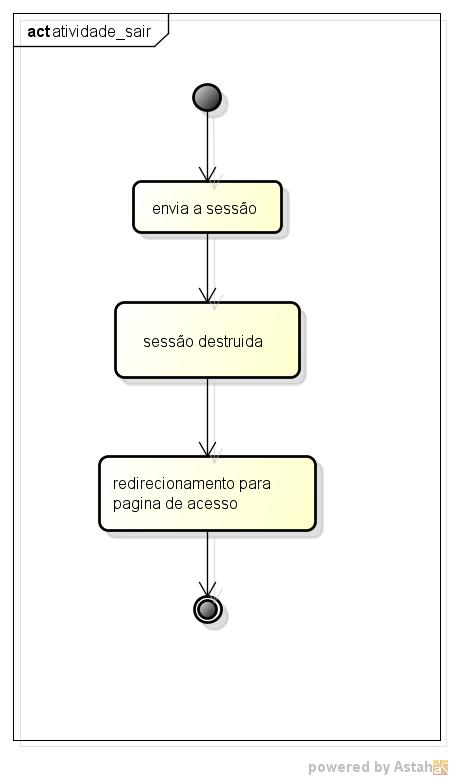 act atividade_sair
envia a sessão
sessão destruida
redirecionamento para
pagina de acesso
powered by Astah